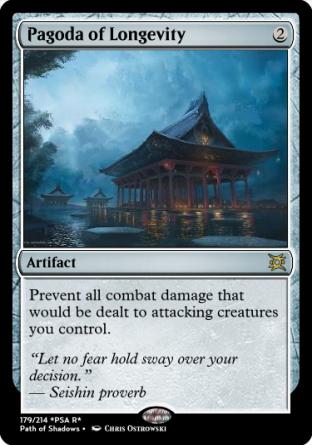 Pagoda of Longevity 2
Artifact
Prevent all combat damage that
would be dealt to attacking creatures
you control.
“Let no fear hold sway over your
decision.”
— Seishin proverb
179/214 *PSA R*
Path of Shadows • Chris Ostrowski